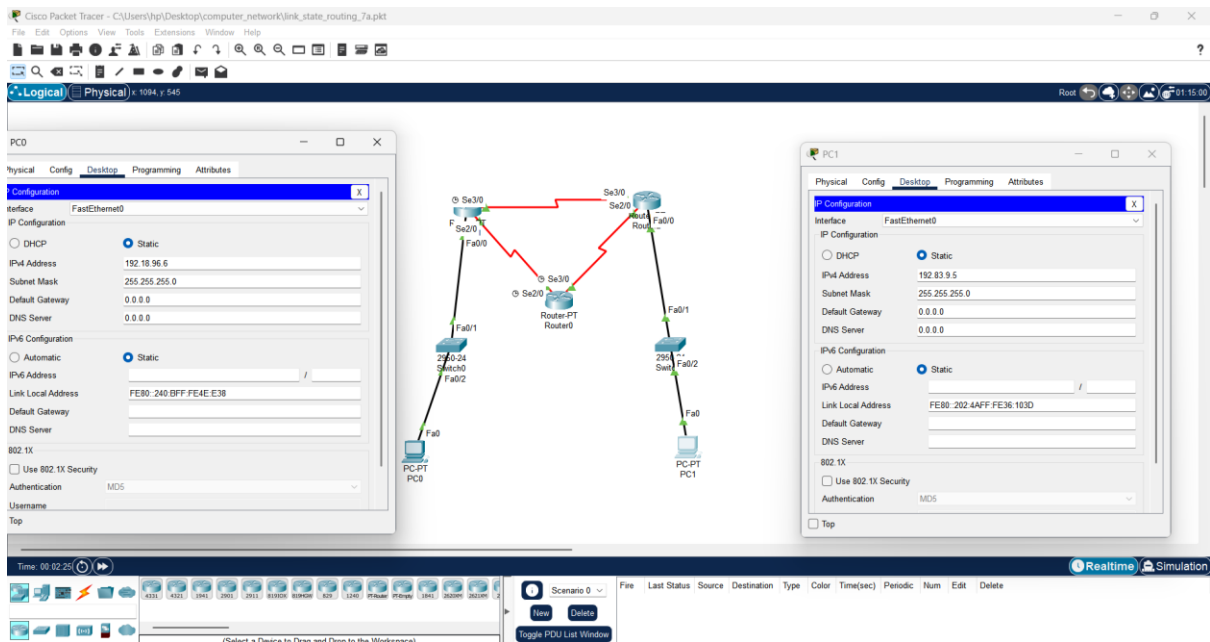 Cisco Packet Tracer - C:\Users\hp\Desktop\computer_network\link_state_routing_7a.pkt
File Edit Options View Tools Extensions Window Help
?
Logical Physical x: 1094, y: 545
Root 01:15:00
PC0
Physical Config Desktop Programming Attributes
IP Configuration X
Interface FastEthernet0
IP Configuration
DHCP Static
IPv4 Address 192.18.96.6
Subnet Mask 255.255.255.0
Default Gateway 0.0.0.0
DNS Server 0.0.0.0
IPv6 Configuration
Automatic Static
IPv6 Address /
Link Local Address FE80::240:BFF:FE4E:E38
Default Gateway
DNS Server
802.1X
Use 802.1X Security
Authentication MD5
Username
Top
Se3/0
Se2/0
Fa0/0
Se3/0
Se2/0
Fa0/0
Se3/0
Se2/0
Router-PT
Router0
Fa0/1
2950-24
Switch0
Fa0/2
Fa0
PC-PT
PC0
Fa0/1
Fa0/2
Fa0
PC-PT
PC1
PC1
Physical Config Desktop Programming Attributes
IP Configuration X
Interface FastEthernet0
IP Configuration
DHCP Static
IPv4 Address 192.83.9.5
Subnet Mask 255.255.255.0
Default Gateway 0.0.0.0
DNS Server 0.0.0.0
IPv6 Configuration
Automatic Static
IPv6 Address /
Link Local Address FE80::202:4AFF:FE36:103D
Default Gateway
DNS Server
802.1X
Use 802.1X Security
Authentication MD5
Top
Time: 00:02:25
Realtime Simulation
4331 4321 1941 2901 2911 819IOX 819HGW 829 1240 PT-Router PT-Empty 1841 2620XM 2621XM
Scenario 0
New Delete
Toggle PDU List Window
Fire Last Status Source Destination Type Color Time(sec) Periodic Num Edit Delete
(Select a Device to Drag and Drop to the Workspace)